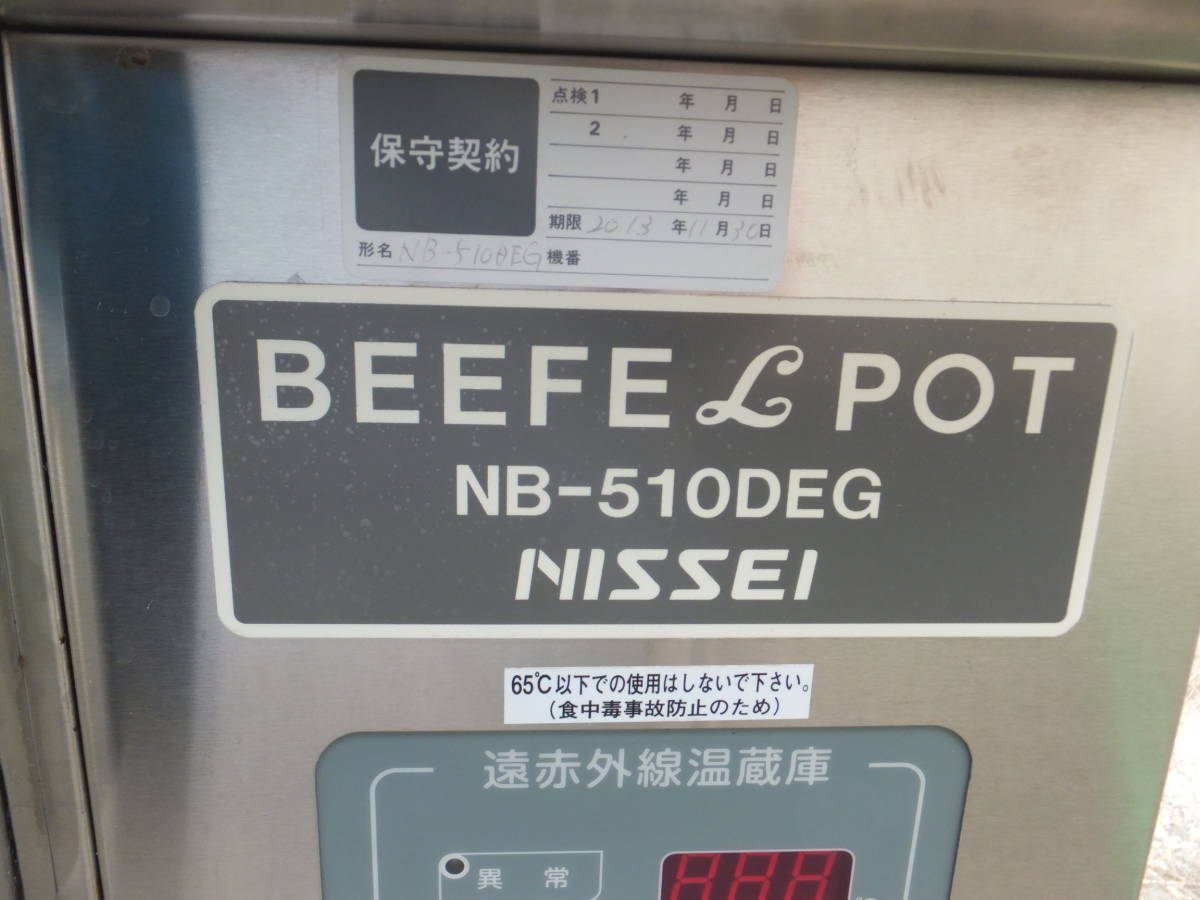 保守契約
点検1 年 月 日
2 年 月 日
年 月 日
年 月 日
期限 2013 年 11 月 30 日
形名 NB-510DEG 機番
BEEFE L POT
NB-510DEG
NISSEI
65℃以下での使用はしないで下さい。
(食中毒事故防止のため)
遠赤外線温蔵庫
異常